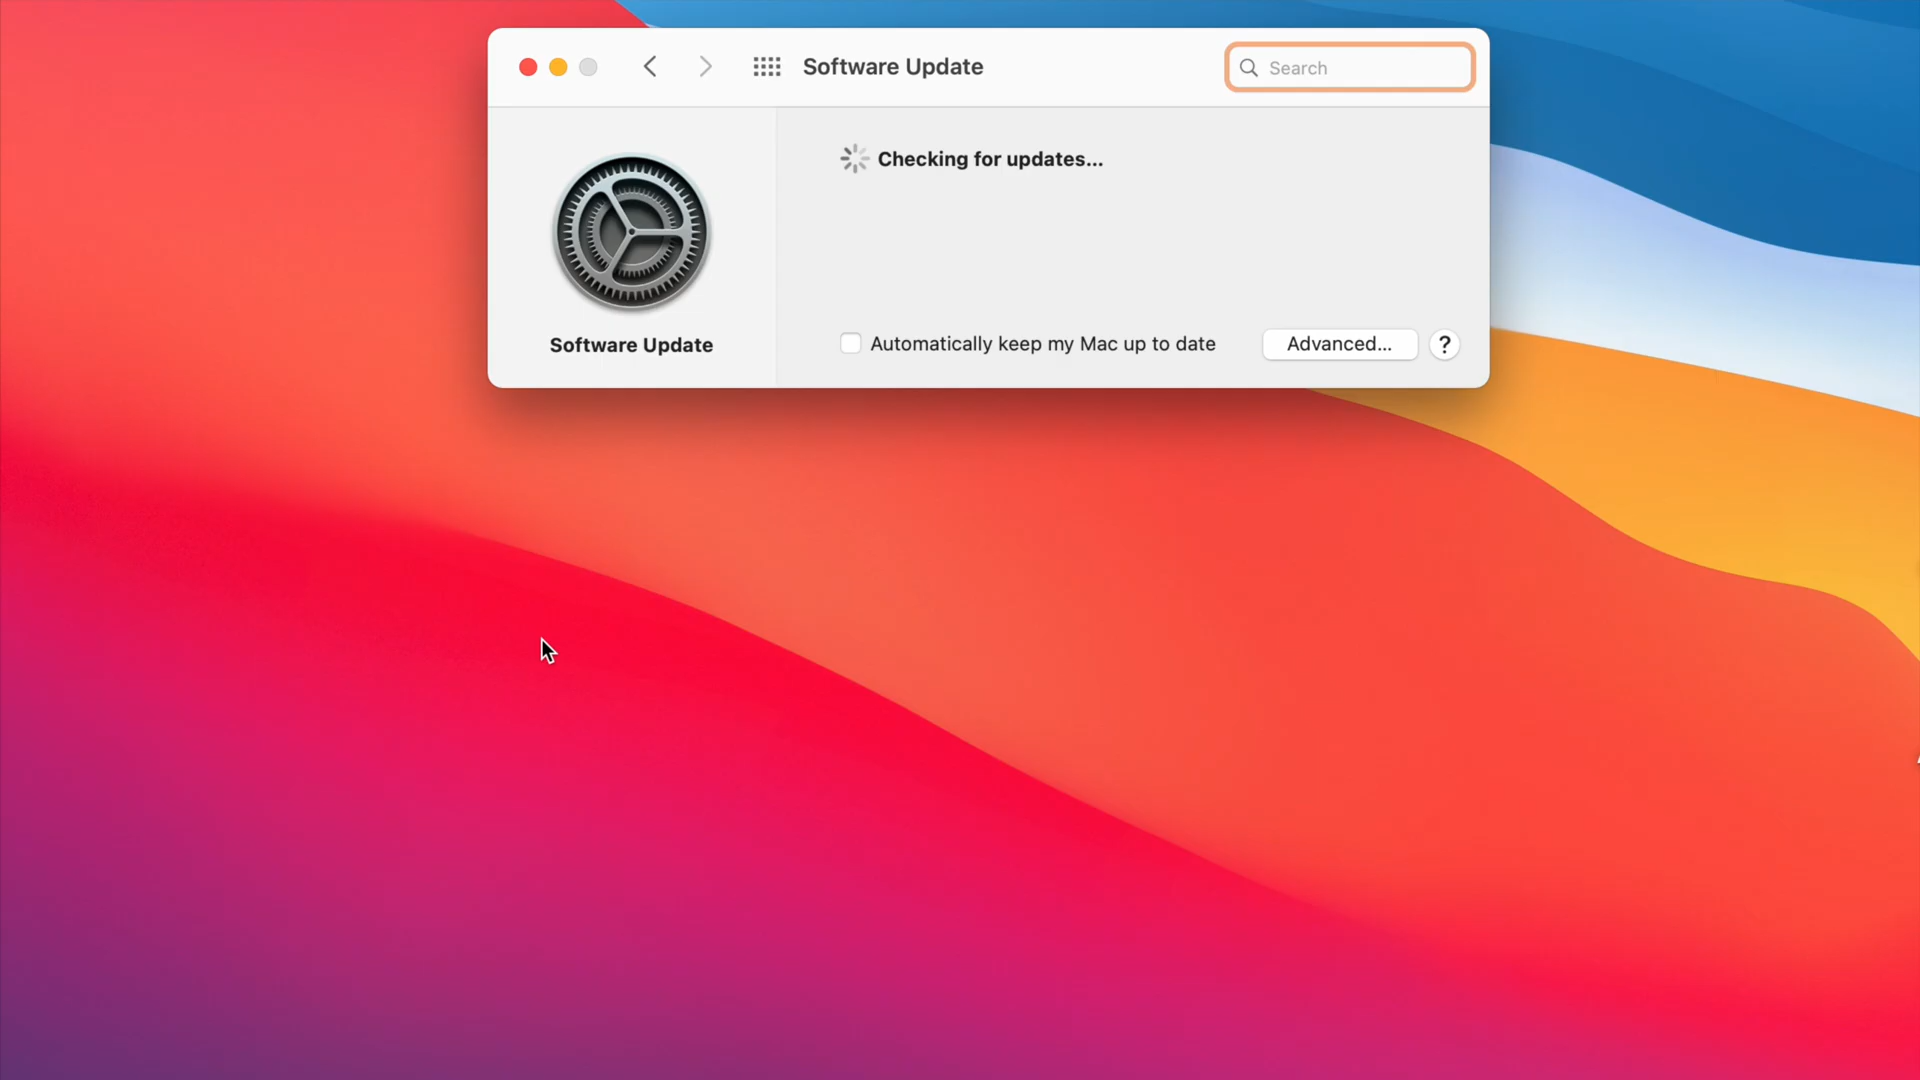 Software Update
Search
Checking for updates...
Software Update
Automatically keep my Mac up to date
Advanced...
?